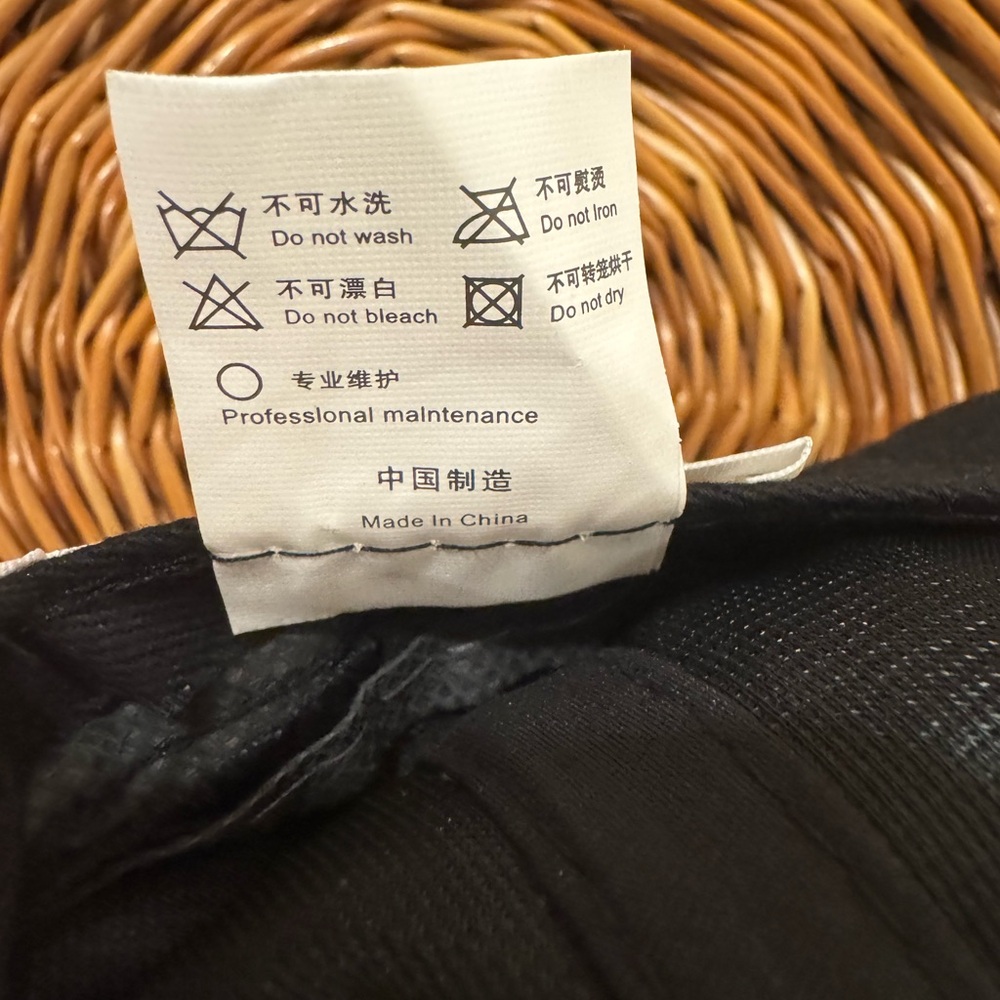 不可水洗
Do not wash
不可熨烫
Do not Iron
不可漂白
Do not bleach
不可转笼烘干
Do not dry
专业维护
Professlonal malntenance
中国制造
Made In China